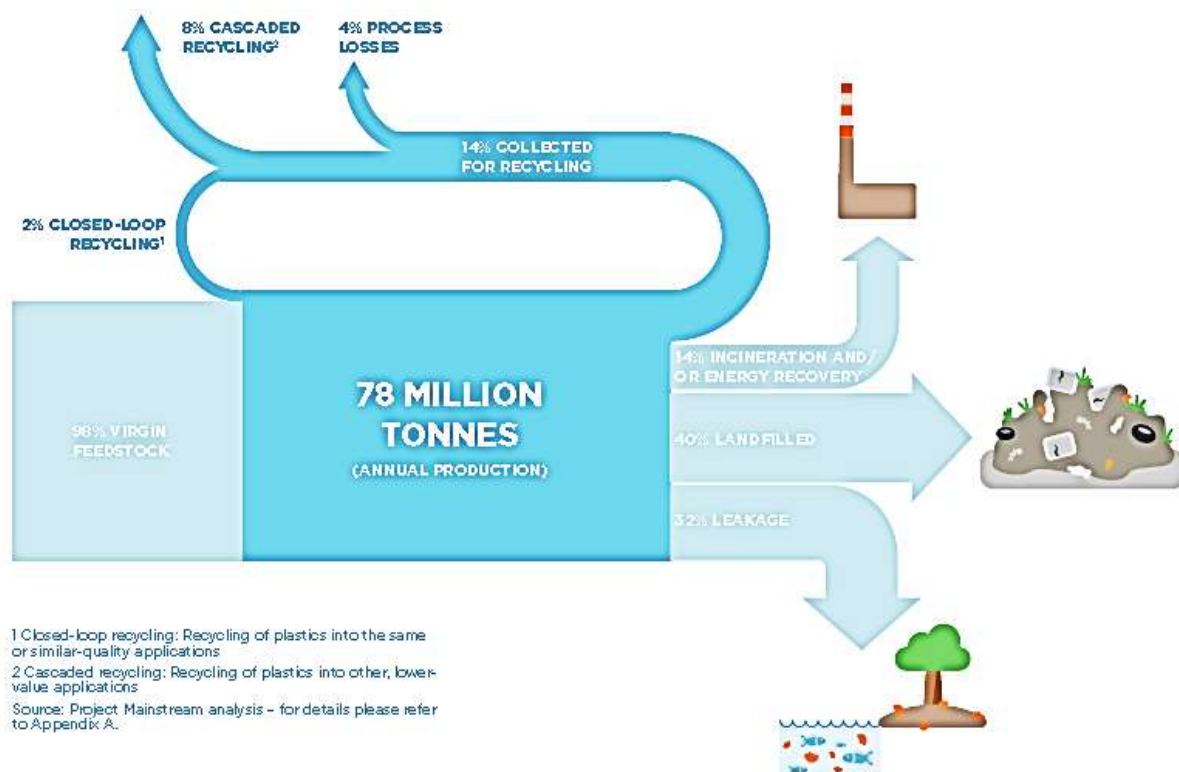 8% CASCADED
RECYCLING²
4% PROCESS
LOSSES
14% COLLECTED
FOR RECYCLING
2% CLOSED-LOOP
RECYCLING¹
98% VIRGIN
FEEDSTOCK
78 MILLION
TONNES
(ANNUAL PRODUCTION)
14% INCINERATION AND/
OR ENERGY RECOVERY
40% LANDFILLED
32% LEAKAGE
1 Closed-loop recycling: Recycling of plastics into the same
or similar-quality applications
2 Cascaded recycling: Recycling of plastics into other, lower-
value applications
Source: Project Mainstream analysis – for details please refer
to Appendix A.